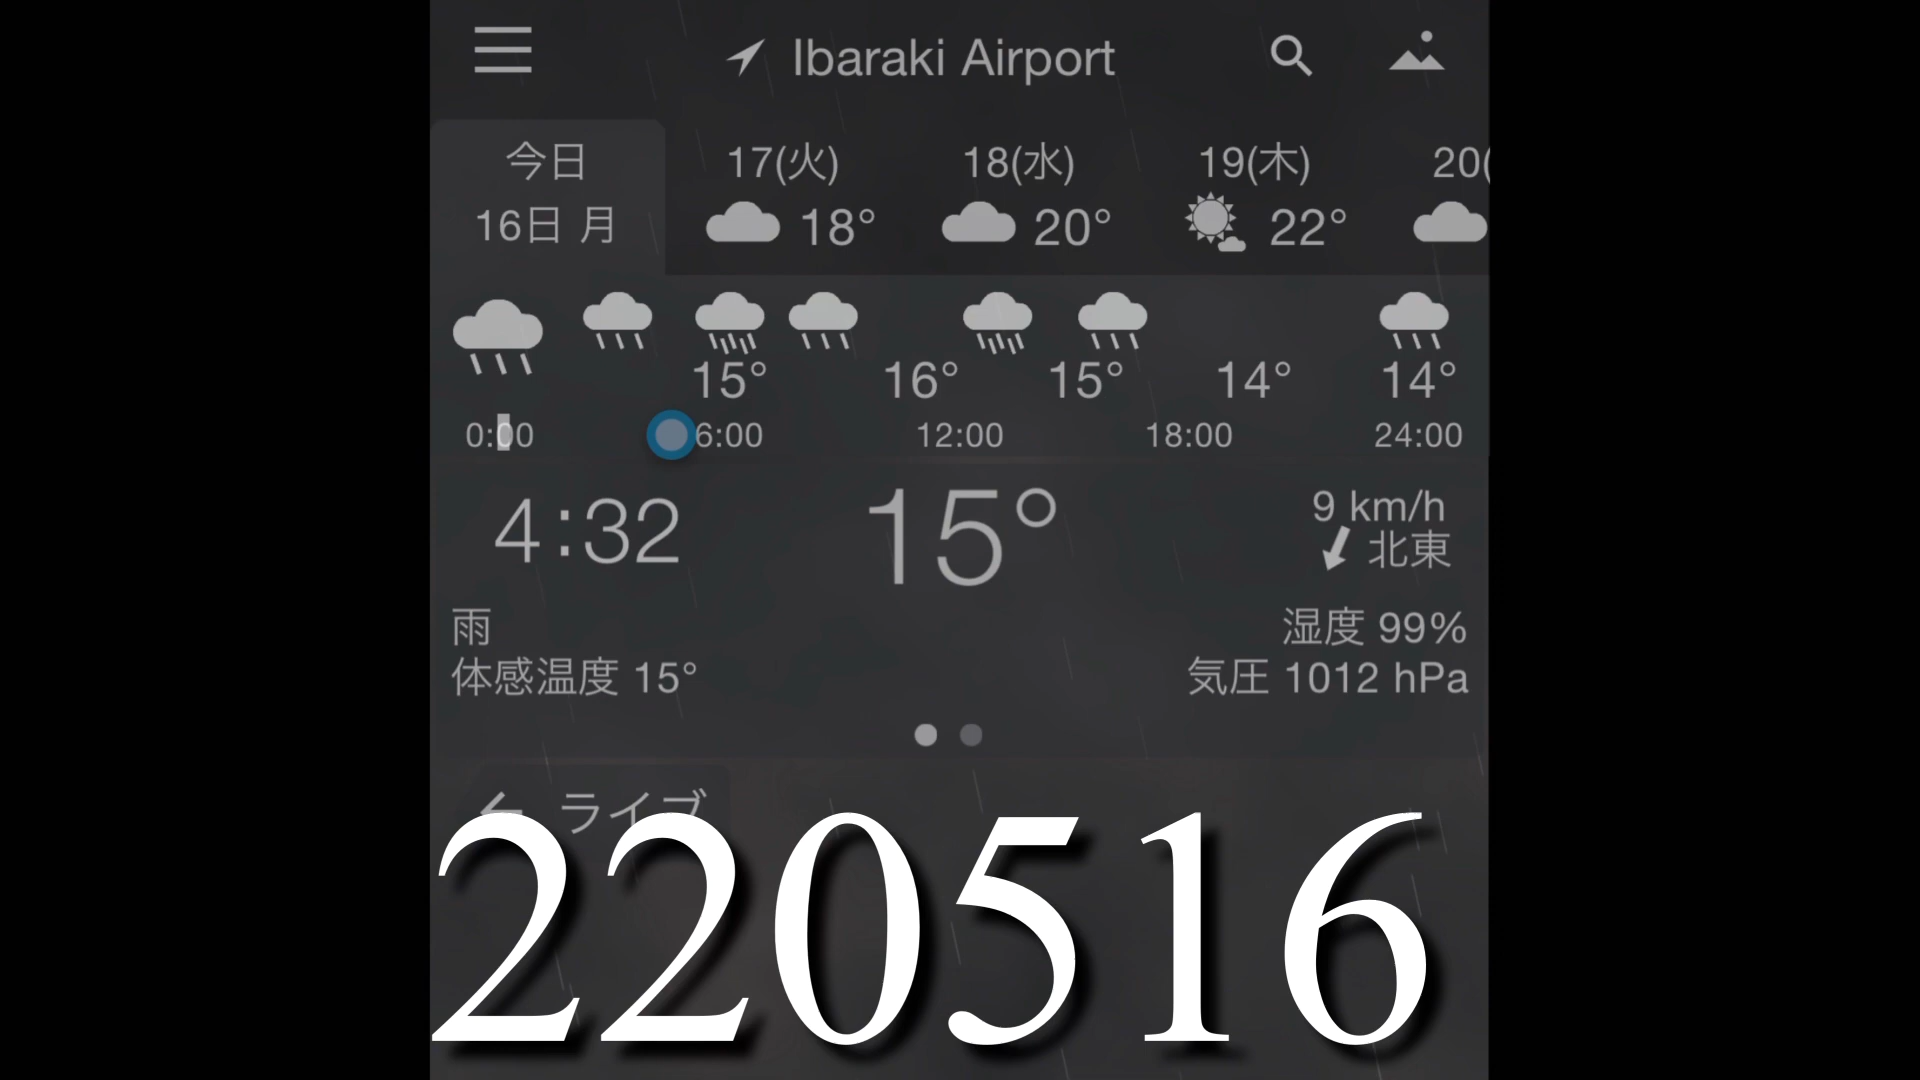 Ibaraki Airport
今日 17(火) 18(水) 19(木) 20(
16日 月 18° 20° 22°
15° 16° 15° 14° 14°
0:00 6:00 12:00 18:00 24:00
4:32 15° 9 km/h
北東
雨 湿度 99%
体感温度 15° 気圧 1012 hPa
← ライブ
220516